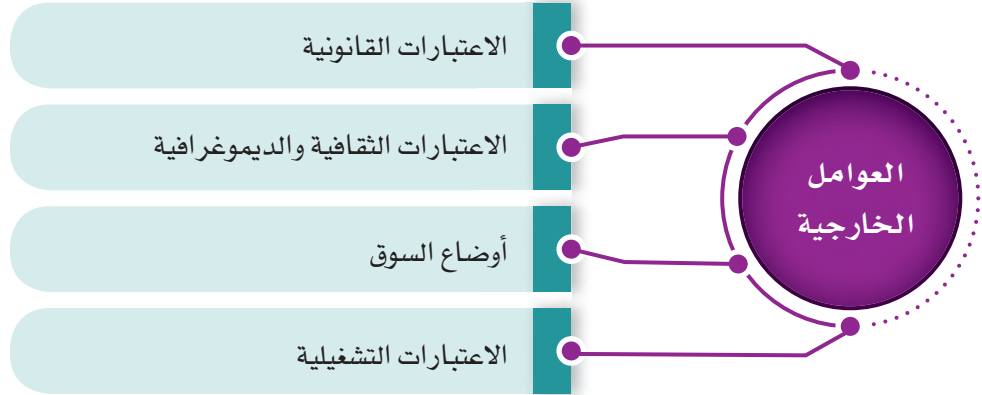 العوامل
الخارجية
الاعتبارات القانونية
الاعتبارات الثقافية والديموغرافية
أوضاع السوق
الاعتبارات التشغيلية